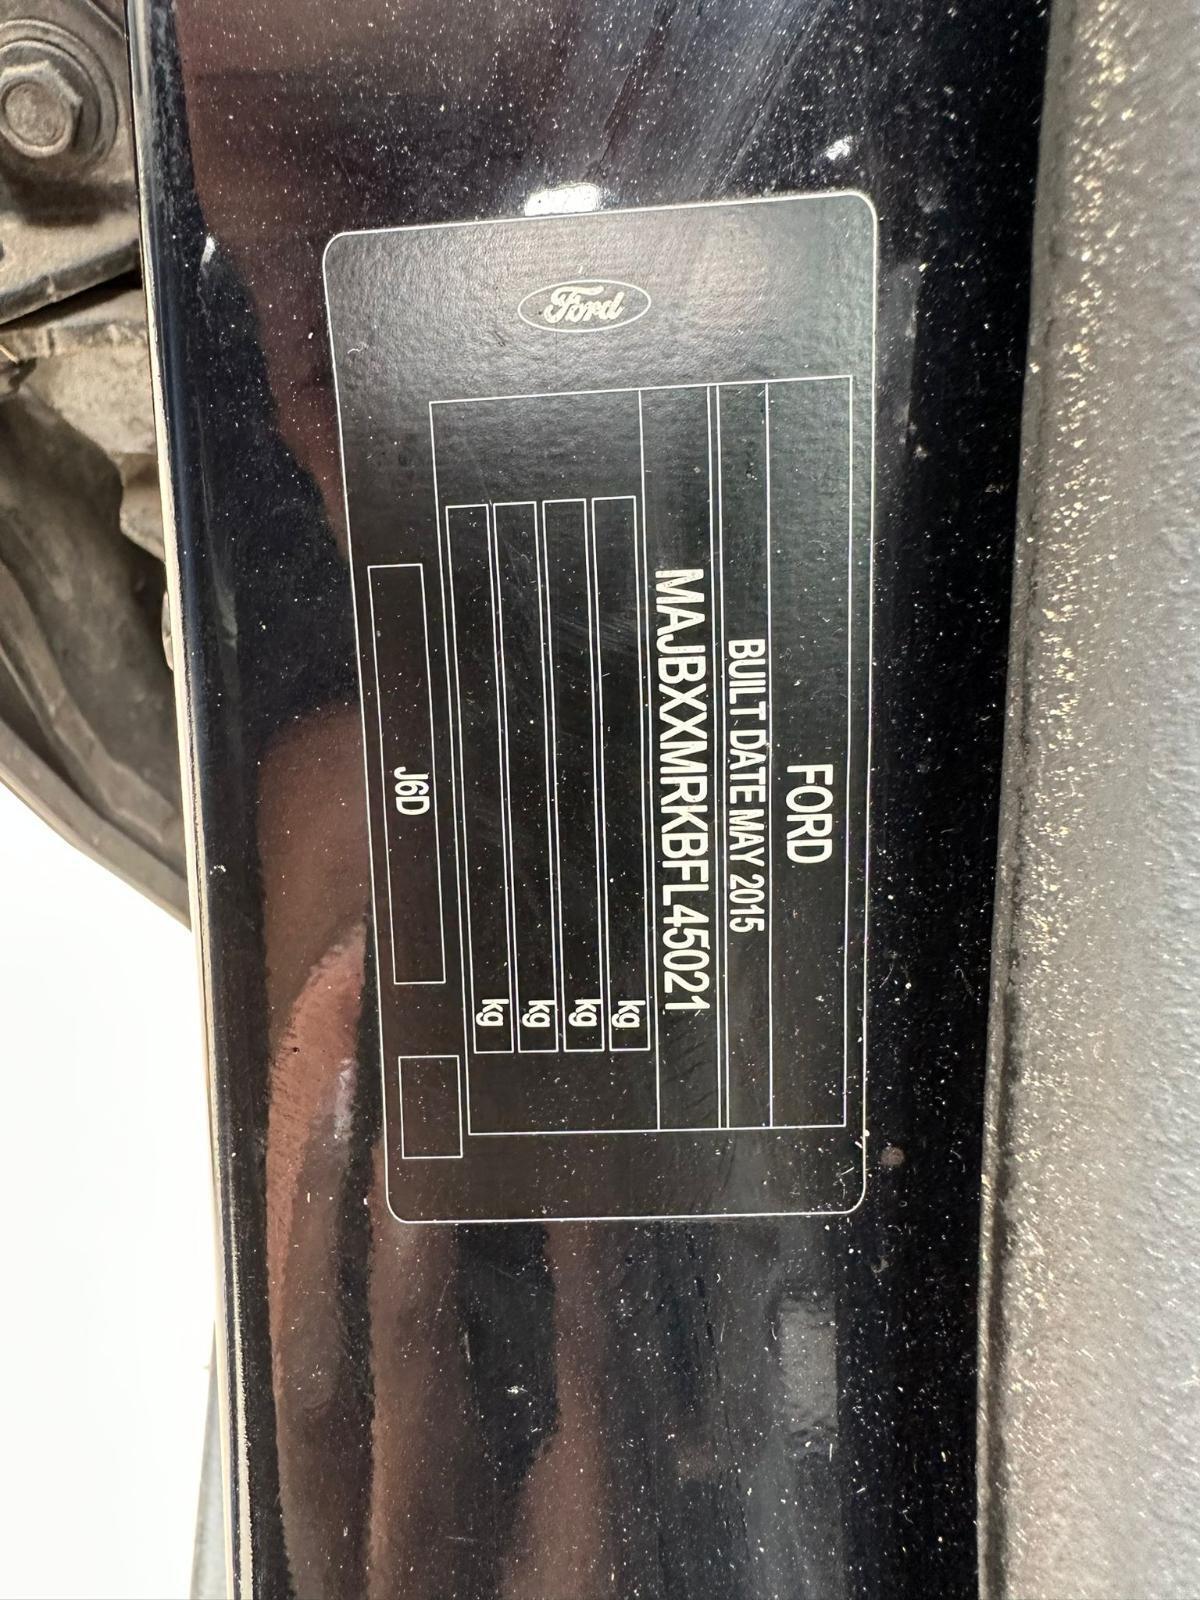 Ford
FORD
BUILT DATE MAY 2015
MAJBXXMRKBFL45021
kg
kg
kg
kg
J6D